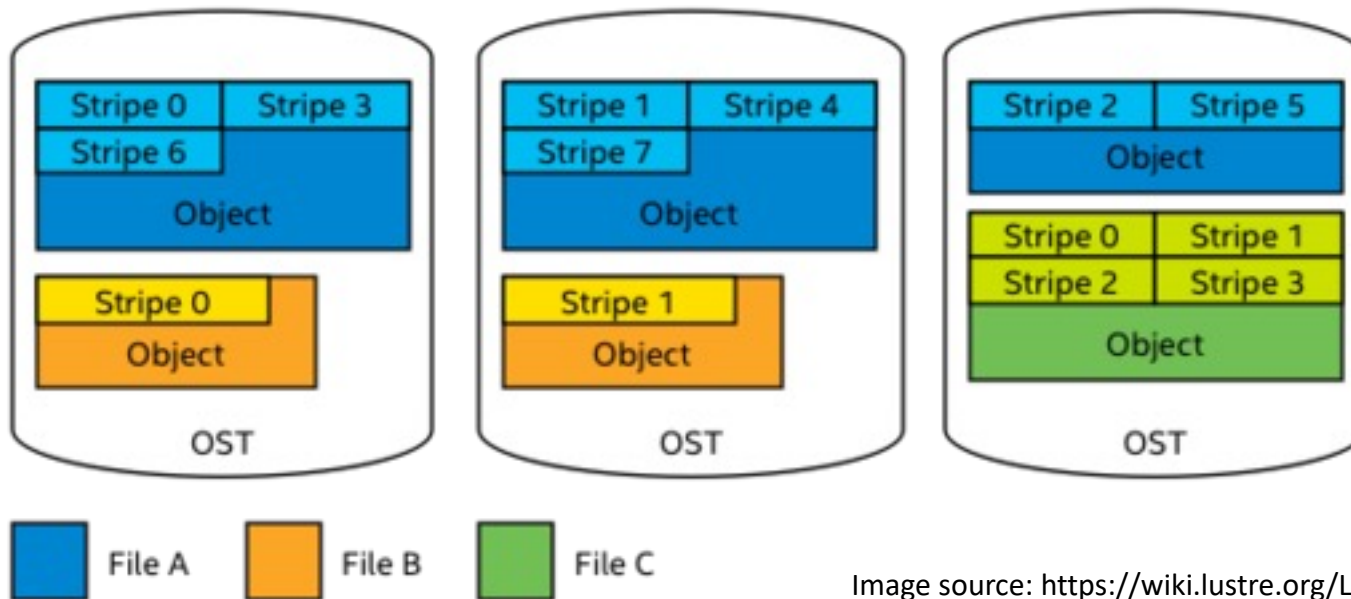 Stripe 0 Stripe 3
Stripe 6
Object
Stripe 0
Object
OST
Stripe 1 Stripe 4
Stripe 7
Object
Stripe 1
Object
OST
Stripe 2 Stripe 5
Object
Stripe 0 Stripe 1
Stripe 2 Stripe 3
Object
OST
File A File B File C
Image source: https://wiki.lustre.org/L